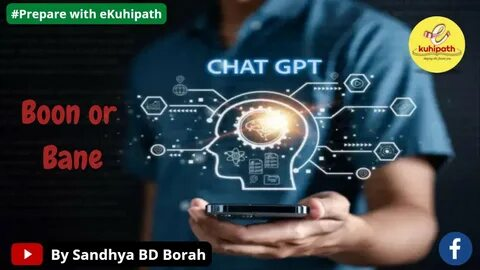 #Prepare with eKuhipath
kuhipath
CHAT GPT
Boon or
Bane
By Sandhya BD Borah